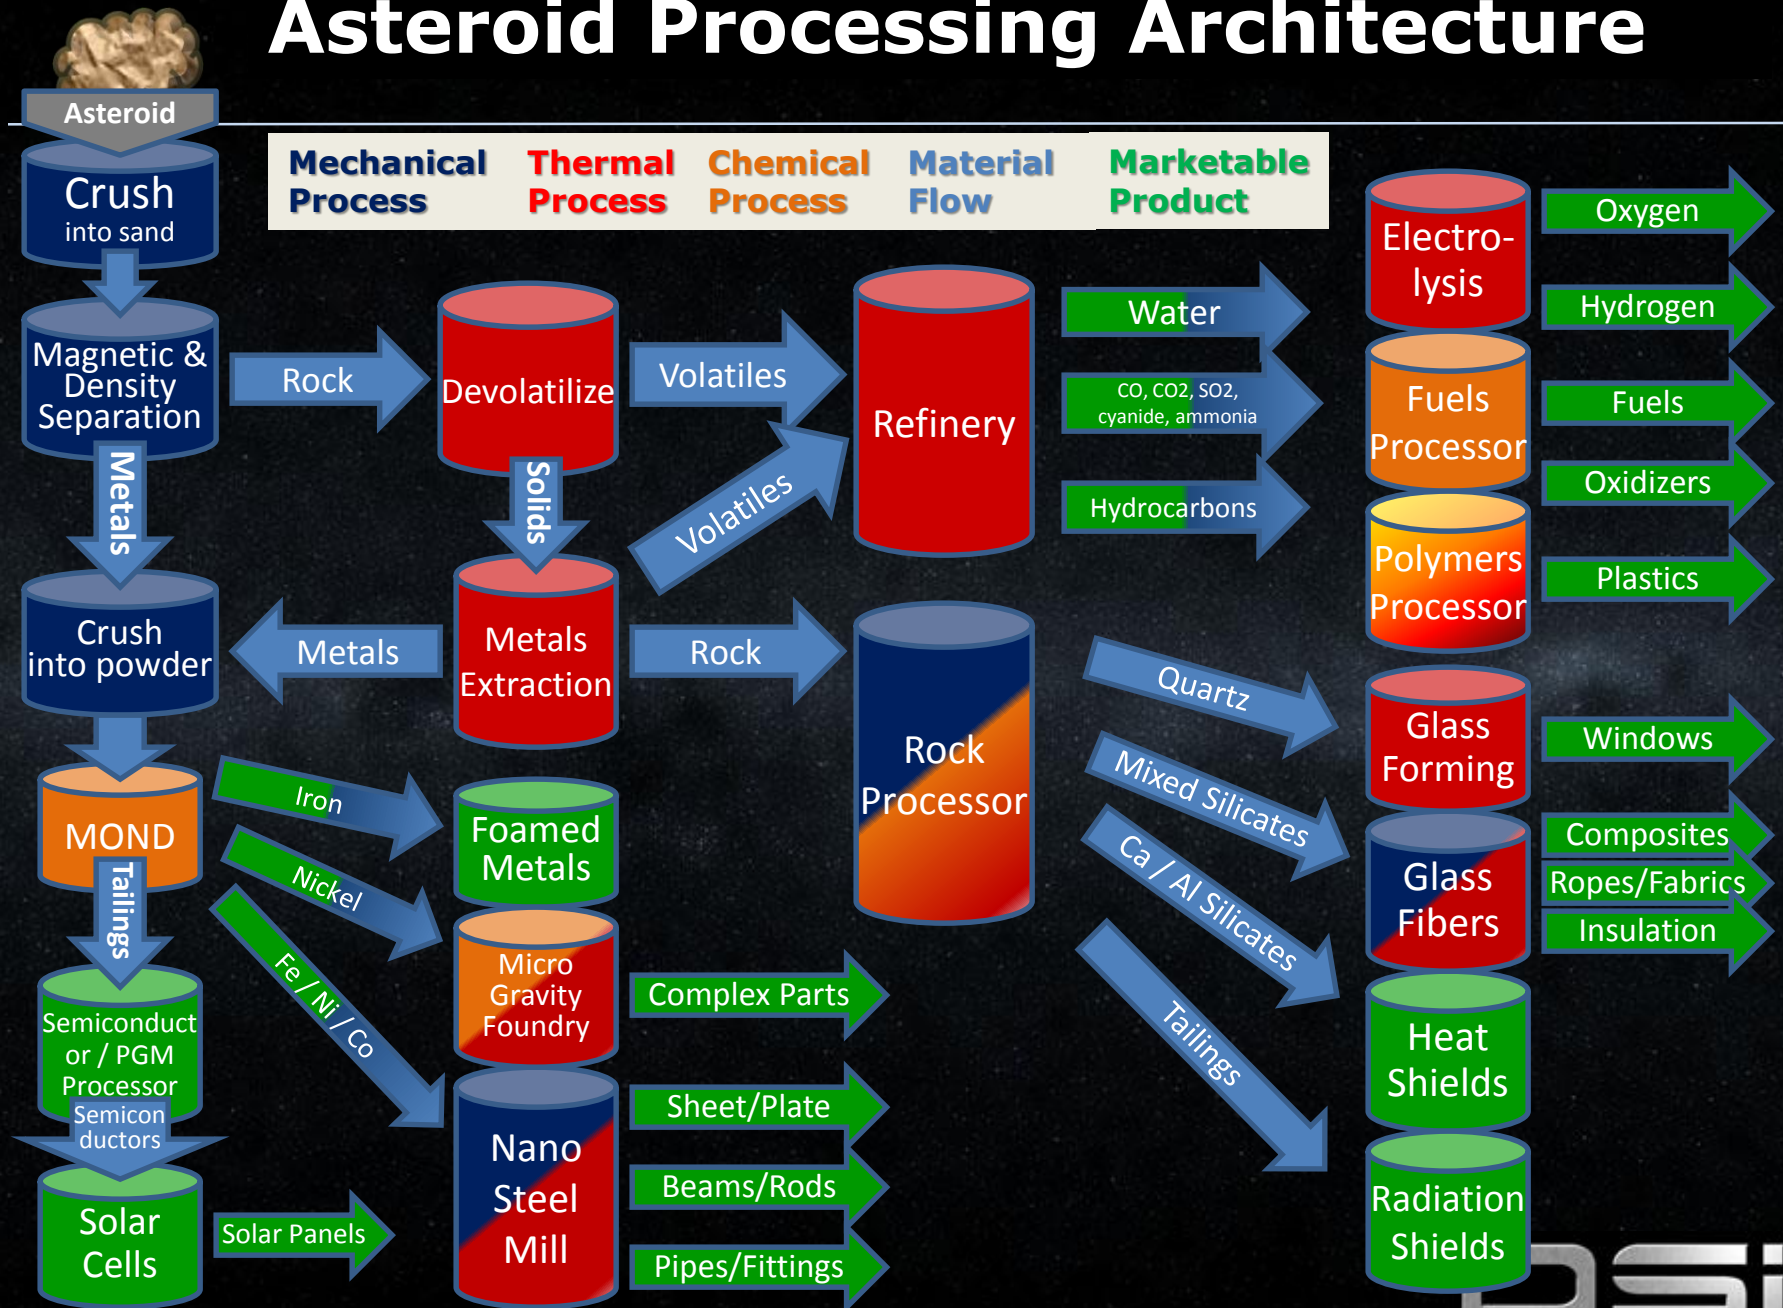 Asteroid Processing Architecture
Asteroid
Mechanical
Process
Thermal
Process
Chemical
Process
Material
Flow
Marketable
Product
Crush
into sand
Magnetic &
Density
Separation
Rock
Devolatilize
Volatiles
Refinery
Water
CO, CO2, SO2,
cyanide, ammonia
Hydrocarbons
Electro-
lysis
Oxygen
Hydrogen
Fuels
Processor
Fuels
Oxidizers
Polymers
Processor
Plastics
Metals
Solids
Volatiles
Crush
into powder
Metals
Metals
Extraction
Rock
Rock
Processor
Quartz
Mixed Silicates
Ca / Al Silicates
Tailings
Glass
Forming
Windows
Glass
Fibers
Composites
Ropes/Fabrics
Insulation
Heat
Shields
Radiation
Shields
MOND
Iron
Nickel
Fe / Ni / Co
Foamed
Metals
Micro
Gravity
Foundry
Complex Parts
Nano
Steel
Mill
Sheet/Plate
Beams/Rods
Pipes/Fittings
Tailings
Semiconduct
or / PGM
Processor
Semicon
ductors
Solar
Cells
Solar Panels